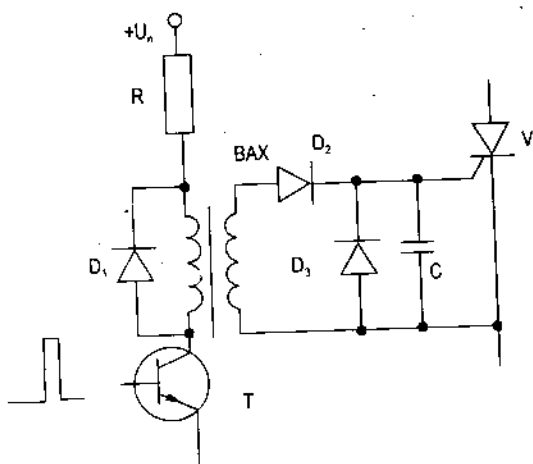 +Uₙ
R
BAX
D₂
V
D₁
D₃
C
T